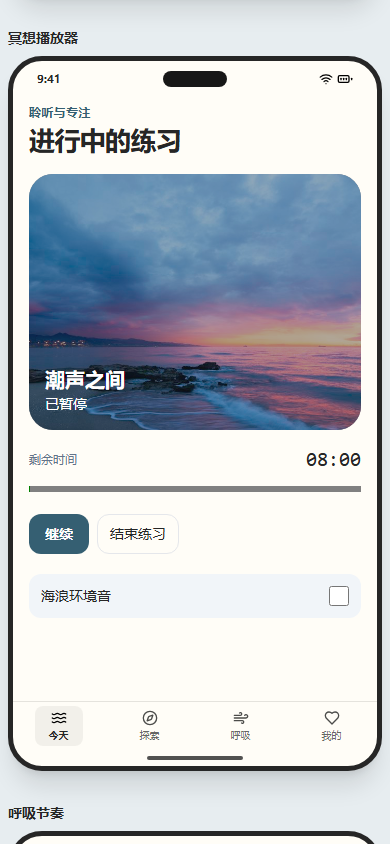 冥想播放器
9:41
聆听与专注
进行中的练习
潮声之间
已暂停
剩余时间
08:00
继续
结束练习
海浪环境音
今天
探索
呼吸
我的
呼吸节奏